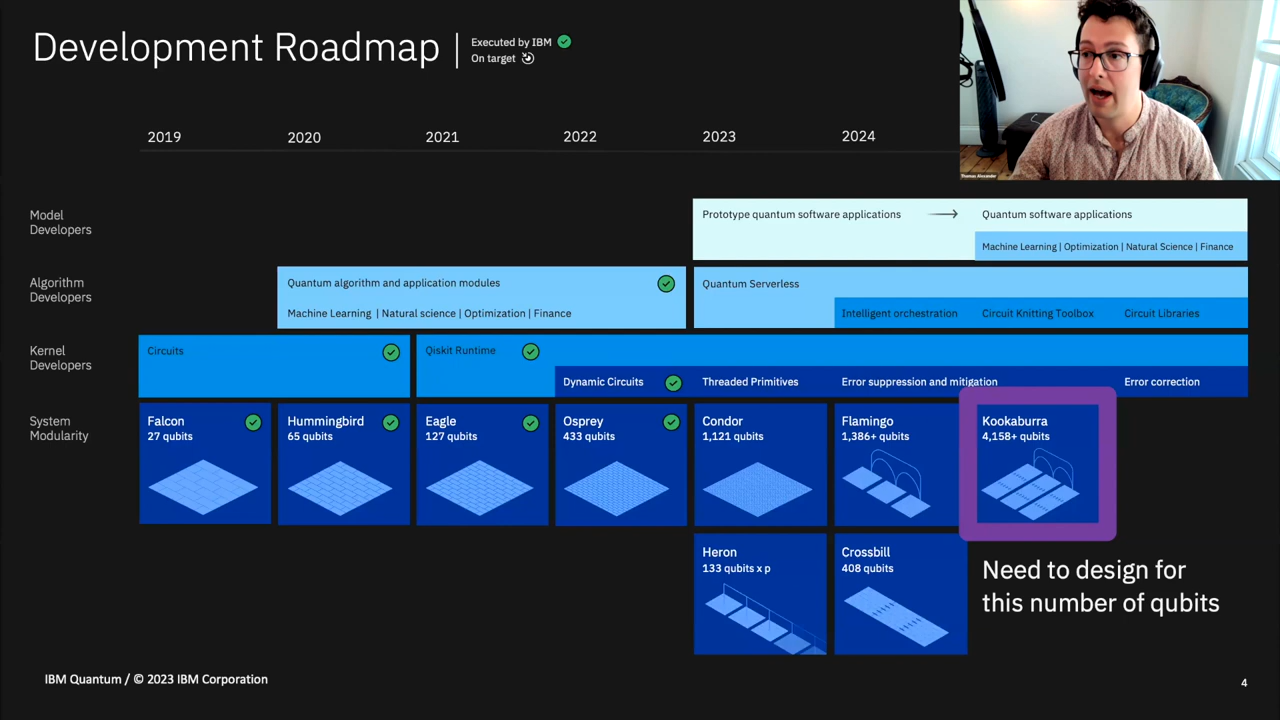 Development Roadmap
Executed by IBM
On target
Thomas Alexander
2019 2020 2021 2022 2023 2024
Model
Developers
Prototype quantum software applications
Quantum software applications
Machine Learning | Optimization | Natural Science | Finance
Algorithm
Developers
Quantum algorithm and application modules
Machine Learning | Natural science | Optimization | Finance
Quantum Serverless
Intelligent orchestration
Circuit Knitting Toolbox
Circuit Libraries
Kernel
Developers
Circuits
Qiskit Runtime
Dynamic Circuits
Threaded Primitives
Error suppression and mitigation
Error correction
System
Modularity
Falcon
27 qubits
Hummingbird
65 qubits
Eagle
127 qubits
Osprey
433 qubits
Condor
1,121 qubits
Flamingo
1,386+ qubits
Kookaburra
4,158+ qubits
Heron
133 qubits x p
Crossbill
408 qubits
Need to design for
this number of qubits
IBM Quantum / © 2023 IBM Corporation
4